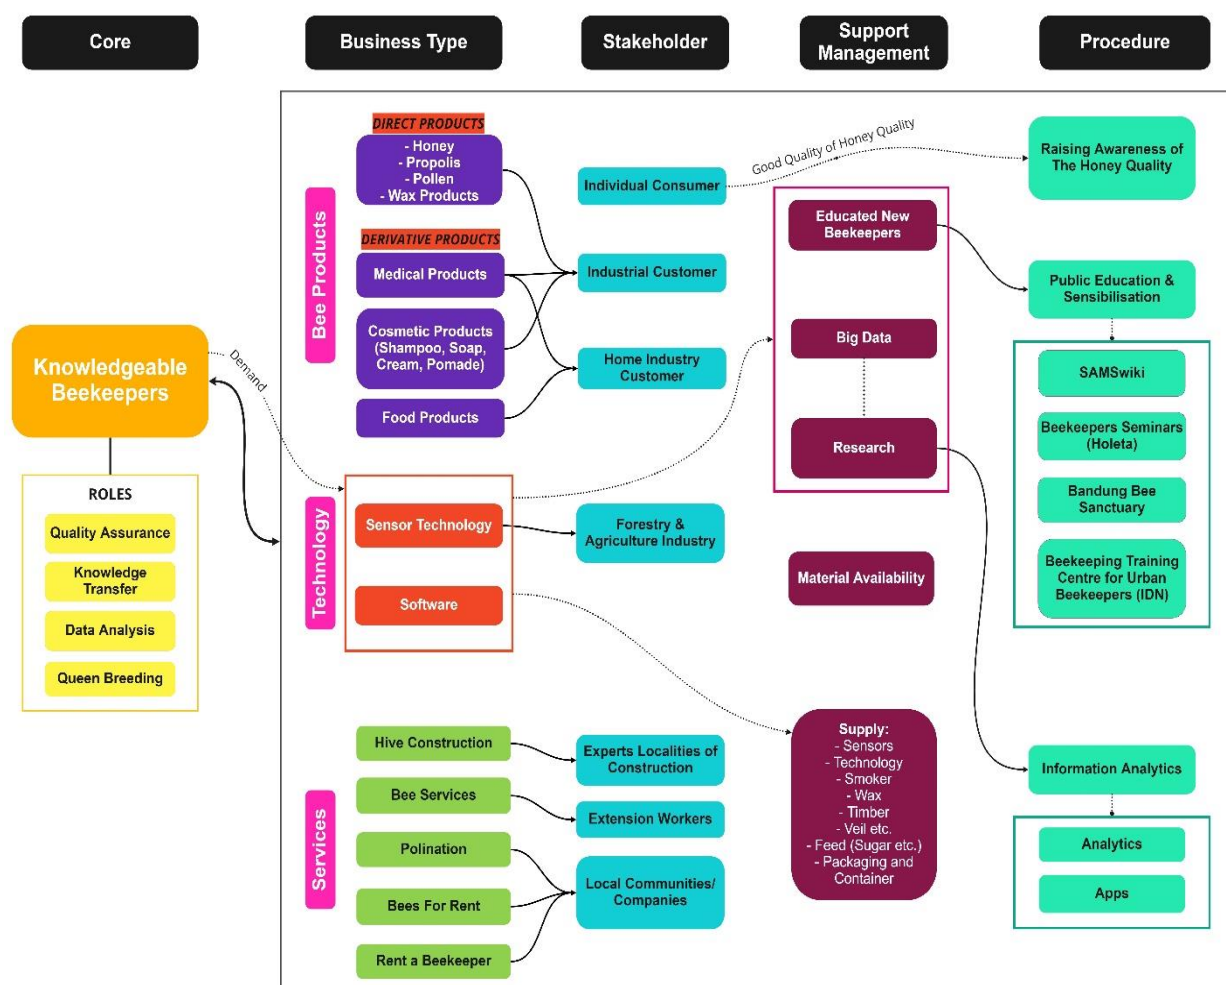 Core
Business Type
Stakeholder
Support
Management
Procedure
DIRECT PRODUCTS
- Honey
- Propolis
- Pollen
- Wax Products
Bee Products
DERIVATIVE PRODUCTS
Medical Products
Cosmetic Products
(Shampoo, Soap,
Cream, Pomade)
Food Products
Individual Consumer
Industrial Customer
Home Industry
Customer
Good Quality of Honey Quality
Raising Awareness of
The Honey Quality
Educated New
Beekeepers
Big Data
Research
Public Education &
Sensibilisation
SAMSwiki
Beekeepers Seminars
(Holeta)
Bandung Bee
Sanctuary
Beekeeping Training
Centre for Urban
Beekeepers (IDN)
Knowledgeable
Beekeepers
Demand
ROLES
Quality Assurance
Knowledge
Transfer
Data Analysis
Queen Breeding
Technology
Sensor Technology
Software
Forestry &
Agriculture Industry
Material Availability
Services
Hive Construction
Bee Services
Polination
Bees For Rent
Rent a Beekeeper
Experts Localities of
Construction
Extension Workers
Local Communities/
Companies
Supply:
- Sensors
- Technology
- Smoker
- Wax
- Timber
- Veil etc.
- Feed (Sugar etc.)
- Packaging and
Container
Information Analytics
Analytics
Apps